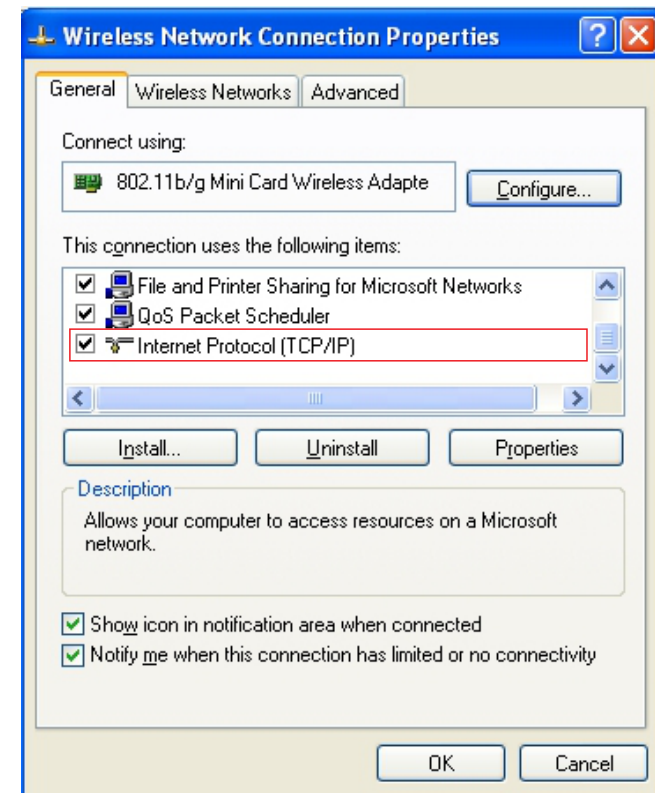 Wireless Network Connection Properties
General Wireless Networks Advanced
Connect using:
802.11b/g Mini Card Wireless Adapte
Configure...
This connection uses the following items:
File and Printer Sharing for Microsoft Networks
QoS Packet Scheduler
Internet Protocol (TCP/IP)
Install... Uninstall Properties
Description
Allows your computer to access resources on a Microsoft
network.
Show icon in notification area when connected
Notify me when this connection has limited or no connectivity
OK Cancel